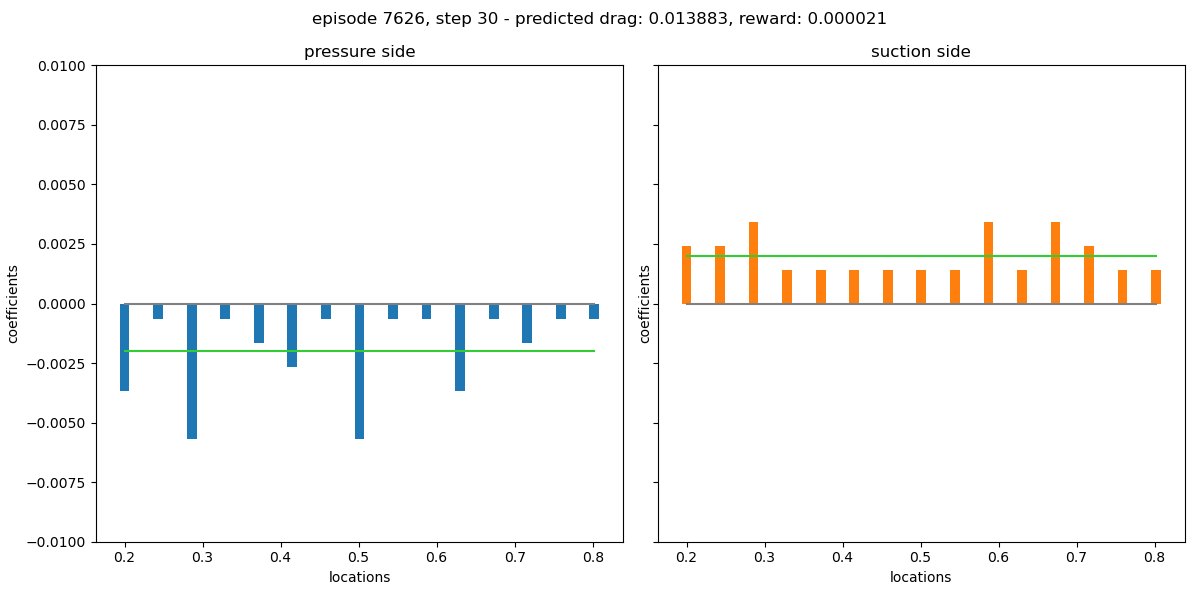 episode 7626, step 30 - predicted drag: 0.013883, reward: 0.000021
pressure side
suction side
0.0100
0.0075
0.0050
0.0025
0.0000
−0.0025
−0.0050
−0.0075
−0.0100
coefficients
coefficients
0.2 0.3 0.4 0.5 0.6 0.7 0.8
0.2 0.3 0.4 0.5 0.6 0.7 0.8
locations
locations